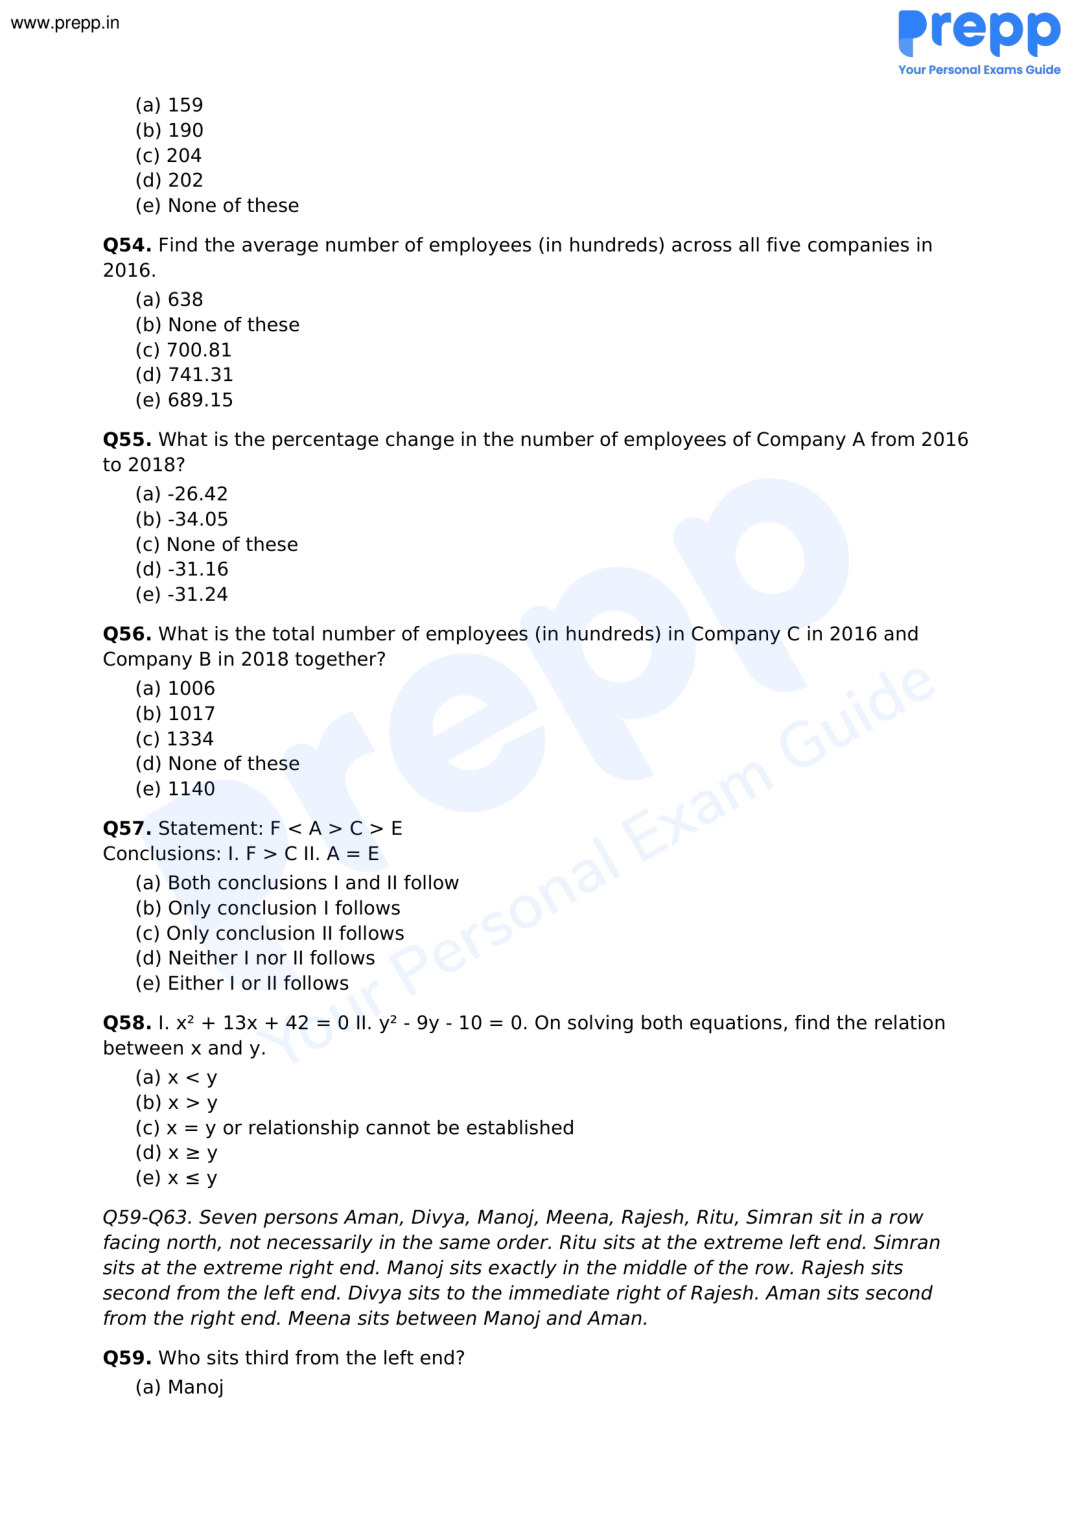 www.prepp.in
Prepp
Your Personal Exams Guide
(a) 159
(b) 190
(c) 204
(d) 202
(e) None of these
Q54. Find the average number of employees (in hundreds) across all five companies in
2016.
(a) 638
(b) None of these
(c) 700.81
(d) 741.31
(e) 689.15
Q55. What is the percentage change in the number of employees of Company A from 2016
to 2018?
(a) -26.42
(b) -34.05
(c) None of these
(d) -31.16
(e) -31.24
Q56. What is the total number of employees (in hundreds) in Company C in 2016 and
Company B in 2018 together?
(a) 1006
(b) 1017
(c) 1334
(d) None of these
(e) 1140
Q57. Statement: F < A > C > E
Conclusions: I. F > C II. A = E
(a) Both conclusions I and II follow
(b) Only conclusion I follows
(c) Only conclusion II follows
(d) Neither I nor II follows
(e) Either I or II follows
Q58. I. x² + 13x + 42 = 0 II. y² - 9y - 10 = 0. On solving both equations, find the relation
between x and y.
(a) x < y
(b) x > y
(c) x = y or relationship cannot be established
(d) x ≥ y
(e) x ≤ y
Q59-Q63. Seven persons Aman, Divya, Manoj, Meena, Rajesh, Ritu, Simran sit in a row
facing north, not necessarily in the same order. Ritu sits at the extreme left end. Simran
sits at the extreme right end. Manoj sits exactly in the middle of the row. Rajesh sits
second from the left end. Divya sits to the immediate right of Rajesh. Aman sits second
from the right end. Meena sits between Manoj and Aman.
Q59. Who sits third from the left end?
(a) Manoj
prepp
Your Personal Exam Guide